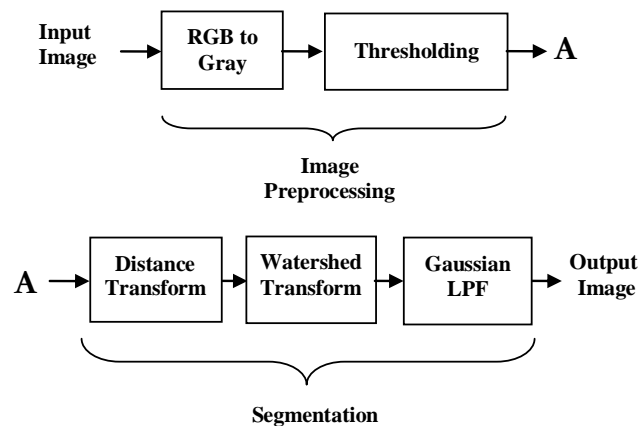 Input
Image
RGB to
Gray
Thresholding
A
Image
Preprocessing
A
Distance
Transform
Watershed
Transform
Gaussian
LPF
Output
Image
Segmentation